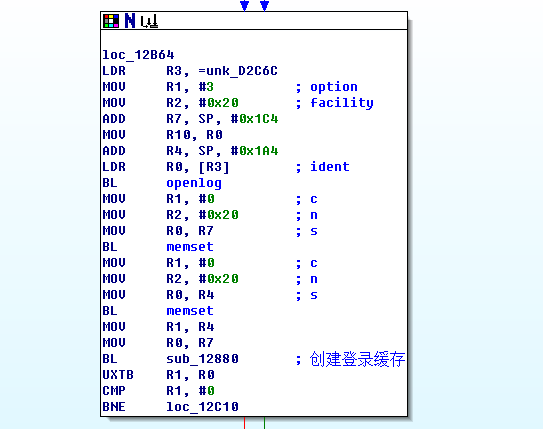 loc_12B64
LDR R3, =unk_D2C6C
MOV R1, #3 ; option
MOV R2, #0x20 ; facility
ADD R7, SP, #0x1C4
MOV R10, R0
ADD R4, SP, #0x1A4
LDR R0, [R3] ; ident
BL openlog
MOV R1, #0 ; c
MOV R2, #0x20 ; n
MOV R0, R7 ; s
BL memset
MOV R1, #0 ; c
MOV R2, #0x20 ; n
MOV R0, R4 ; s
BL memset
MOV R1, R4
MOV R0, R7
BL sub_12880 ; 创建登录缓存
UXTB R1, R0
CMP R1, #0
BNE loc_12C10